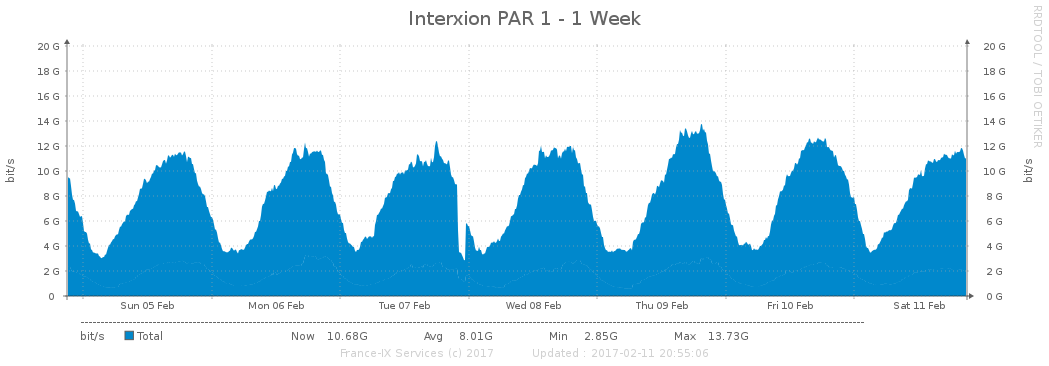 Interxion PAR 1 - 1 Week
RRDTOOL / TOBI OETIKER
20 G 20 G
18 G 18 G
16 G 16 G
14 G 14 G
12 G 12 G
10 G 10 G
8 G 8 G
6 G 6 G
4 G 4 G
2 G 2 G
0 0 G
bit/s
bit/s
Sun 05 Feb Mon 06 Feb Tue 07 Feb Wed 08 Feb Thu 09 Feb Fri 10 Feb Sat 11 Feb
bit/s Total Now 10.68G Avg 8.01G Min 2.85G Max 13.73G
France-IX Services (c) 2017 Updated : 2017-02-11 20:55:06